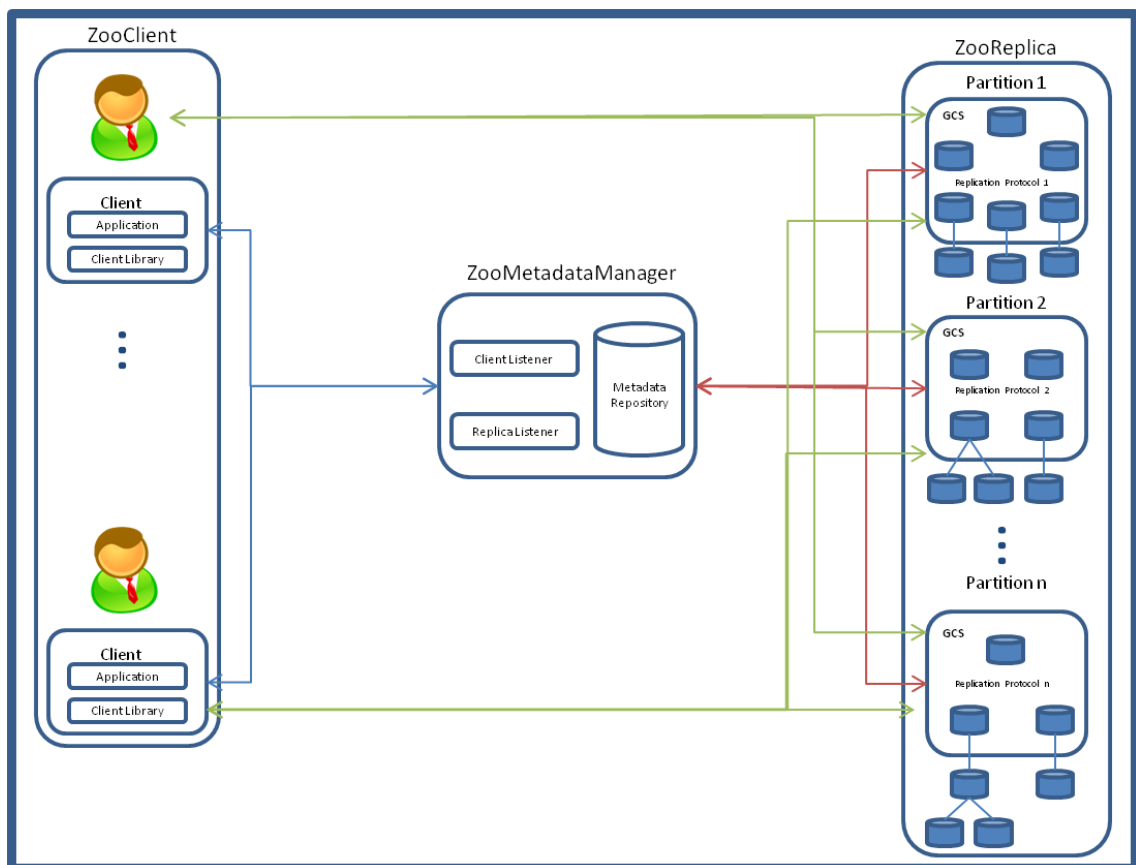 ZooClient
Client
Application
Client Library
Client
Application
Client Library
ZooMetadataManager
Client Listener
Replica Listener
Metadata
Repository
ZooReplica
Partition 1
GCS
Replication Protocol 1
Partition 2
GCS
Replication Protocol 2
Partition n
GCS
Replication Protocol n